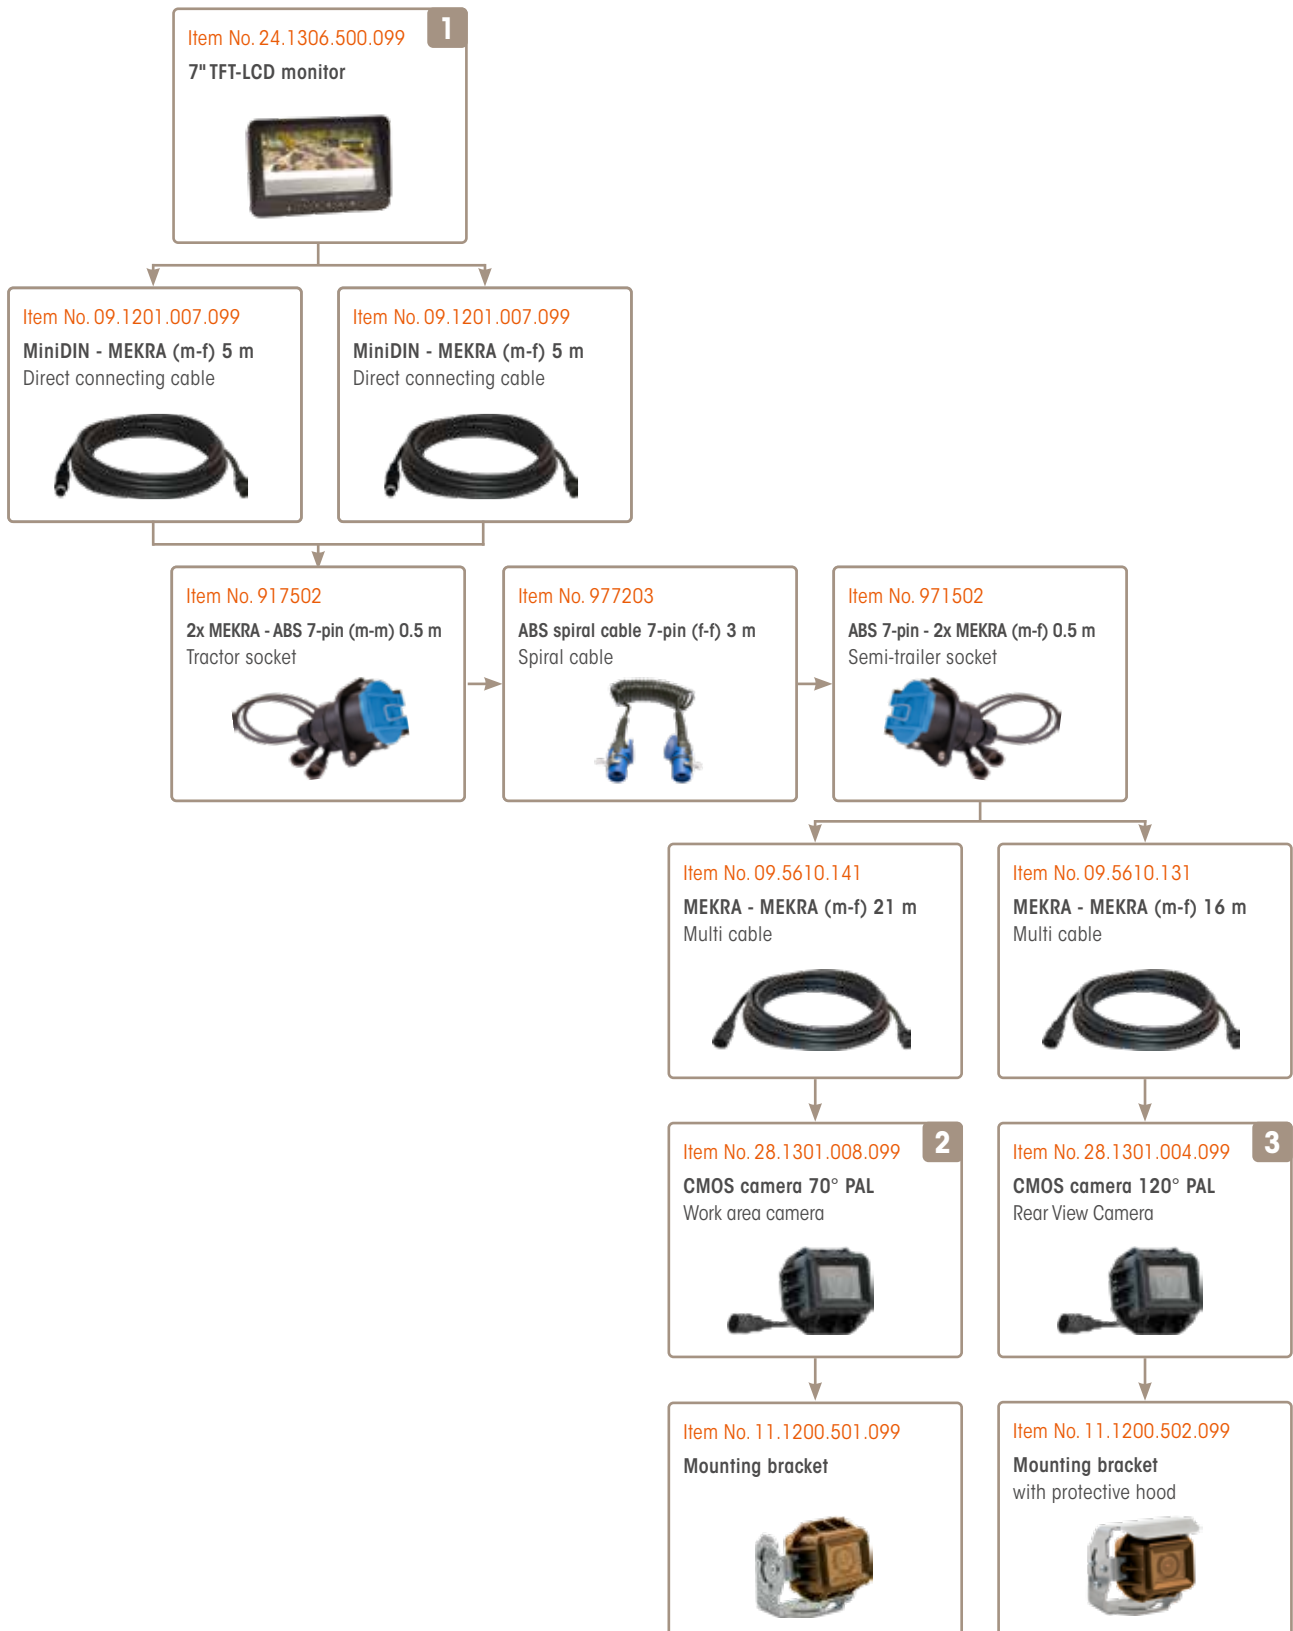 Item No. 24.1306.500.099
1
7" TFT-LCD monitor
Item No. 09.1201.007.099
MiniDIN - MEKRA (m-f) 5 m
Direct connecting cable
Item No. 09.1201.007.099
MiniDIN - MEKRA (m-f) 5 m
Direct connecting cable
Item No. 917502
2x MEKRA - ABS 7-pin (m-m) 0.5 m
Tractor socket
Item No. 977203
ABS spiral cable 7-pin (f-f) 3 m
Spiral cable
Item No. 971502
ABS 7-pin - 2x MEKRA (m-f) 0.5 m
Semi-trailer socket
Item No. 09.5610.141
MEKRA - MEKRA (m-f) 21 m
Multi cable
Item No. 09.5610.131
MEKRA - MEKRA (m-f) 16 m
Multi cable
Item No. 28.1301.008.099
2
CMOS camera 70° PAL
Work area camera
Item No. 28.1301.004.099
3
CMOS camera 120° PAL
Rear View Camera
Item No. 11.1200.501.099
Mounting bracket
Item No. 11.1200.502.099
Mounting bracket
with protective hood